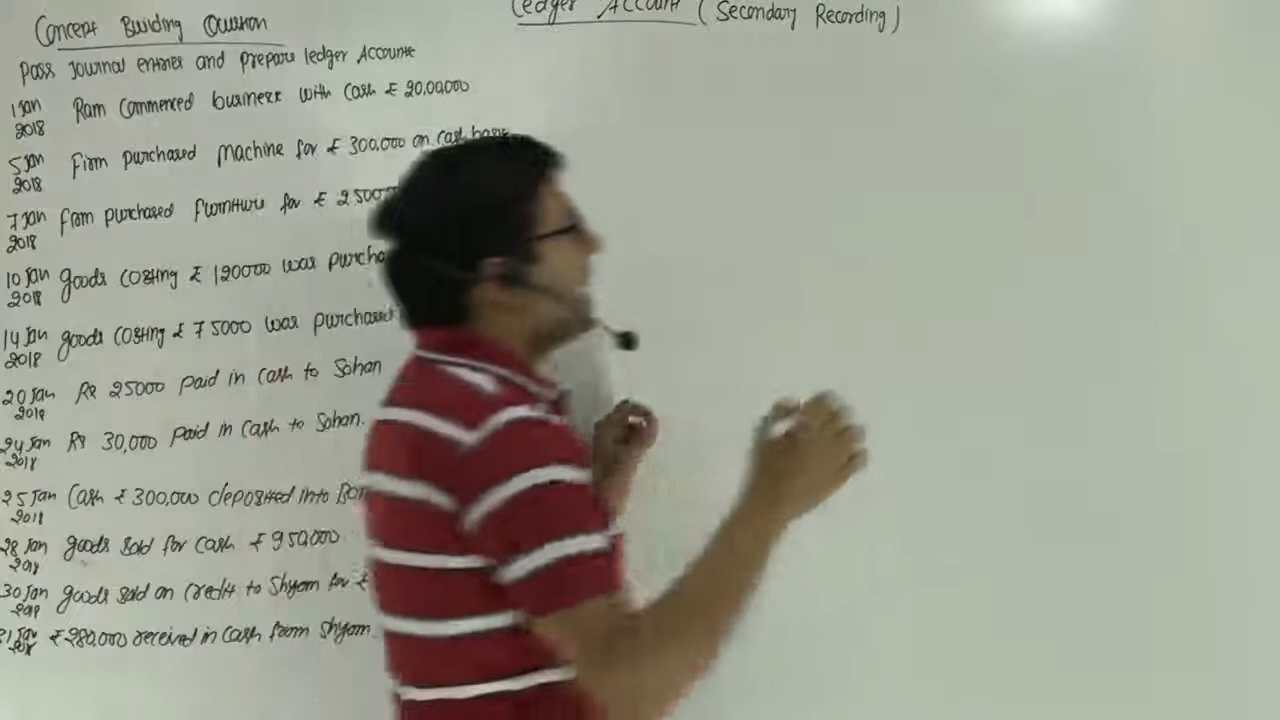 Concept Building Question
Ledger Account (Secondary Recording)
Pass Journal entries and prepare ledger Accounts
1 Jan 2018 Ram Commenced business with Cash ₹ 20,00,000
5 Jan 2018 Firm purchased Machine for ₹ 300,000 on cash basis
7 Jan 2018 firm purchased furniture for ₹ 2500
10 Jan 2018 goods costing ₹ 120000 was purcha
14 Jan 2018 goods costing ₹ 75000 was purchased
20 Jan 2018 Rs 25000 paid in Cash to Sohan
24 Jan 2018 Rs 30,000 paid in Cash to Sohan.
25 Jan 2018 Cash ₹ 300,000 deposited into Ban
28 Jan 2018 goods sold for cash ₹ 950,000
30 Jan 2018 goods sold on Credit to Shyam for ₹
31 Jan 2018 ₹ 280,000 received in Cash from Shyam